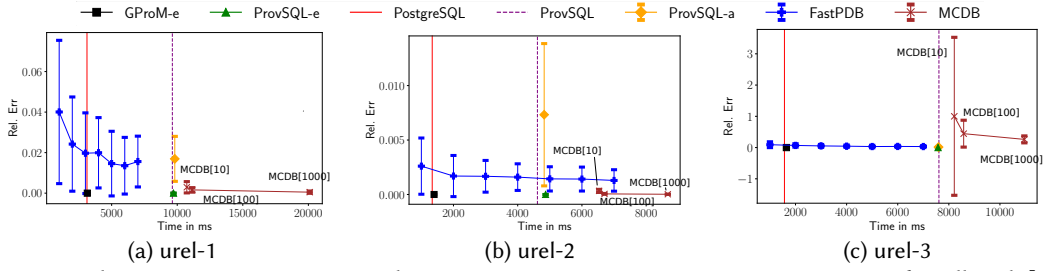 GProM-e ProvSQL-e PostgreSQL ProvSQL ProvSQL-a FastPDB MCDB
Rel. Err
0.06
0.04
0.02
0.00
MCDB[10]
MCDB[1000]
MCDB[100]
5000 10000 15000 20000
Time in ms
(a) urel-1
Rel. Err
0.010
0.005
0.000
MCDB[10]
MCDB[1000]
MCDB[100]
2000 4000 6000 8000
Time in ms
(b) urel-2
Rel. Err
3
2
1
0
−1
MCDB[10]
MCDB[100]
MCDB[1000]
2000 4000 6000 8000 10000
Time in ms
(c) urel-3